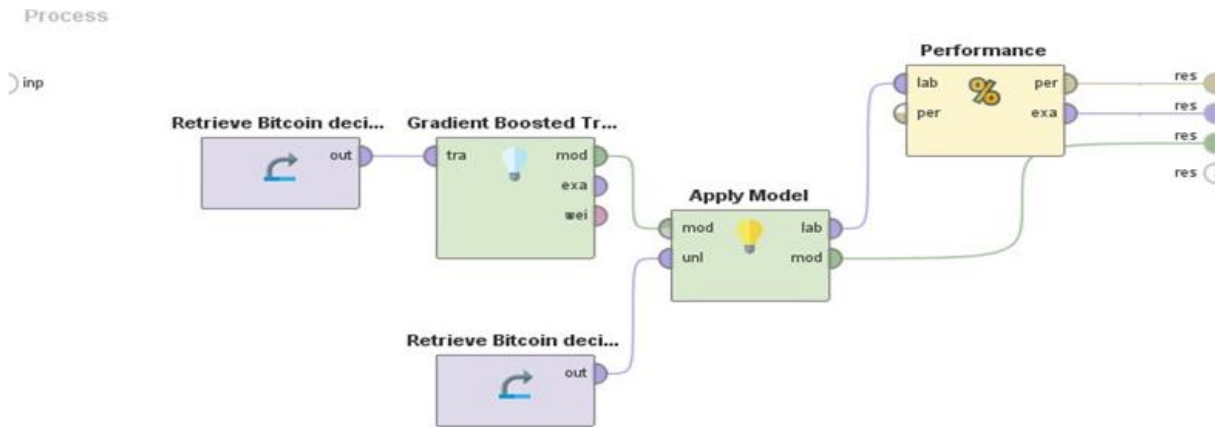 Process
inp
Retrieve Bitcoin deci...
out
Gradient Boosted Tr...
tra
mod
exa
wei
Retrieve Bitcoin deci...
out
Apply Model
mod
lab
unl
mod
Performance
lab
per
per
exa
res
res
res
res